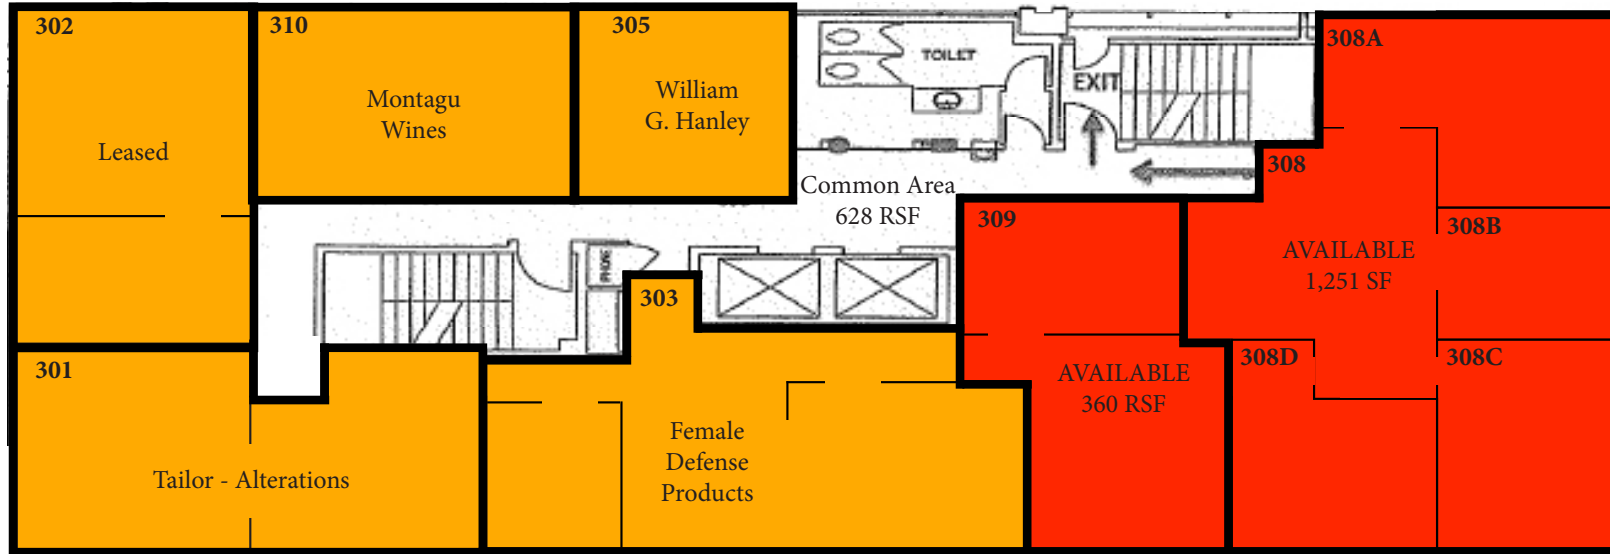 302
310
305
308A
Montagu
Wines
William
G. Hanley
TOILET
EXIT
Leased
308
Common Area
628 RSF
309
308B
AVAILABLE
1,251 SF
PHONE
303
301
308D
308C
AVAILABLE
360 RSF
Female
Defense
Products
Tailor - Alterations